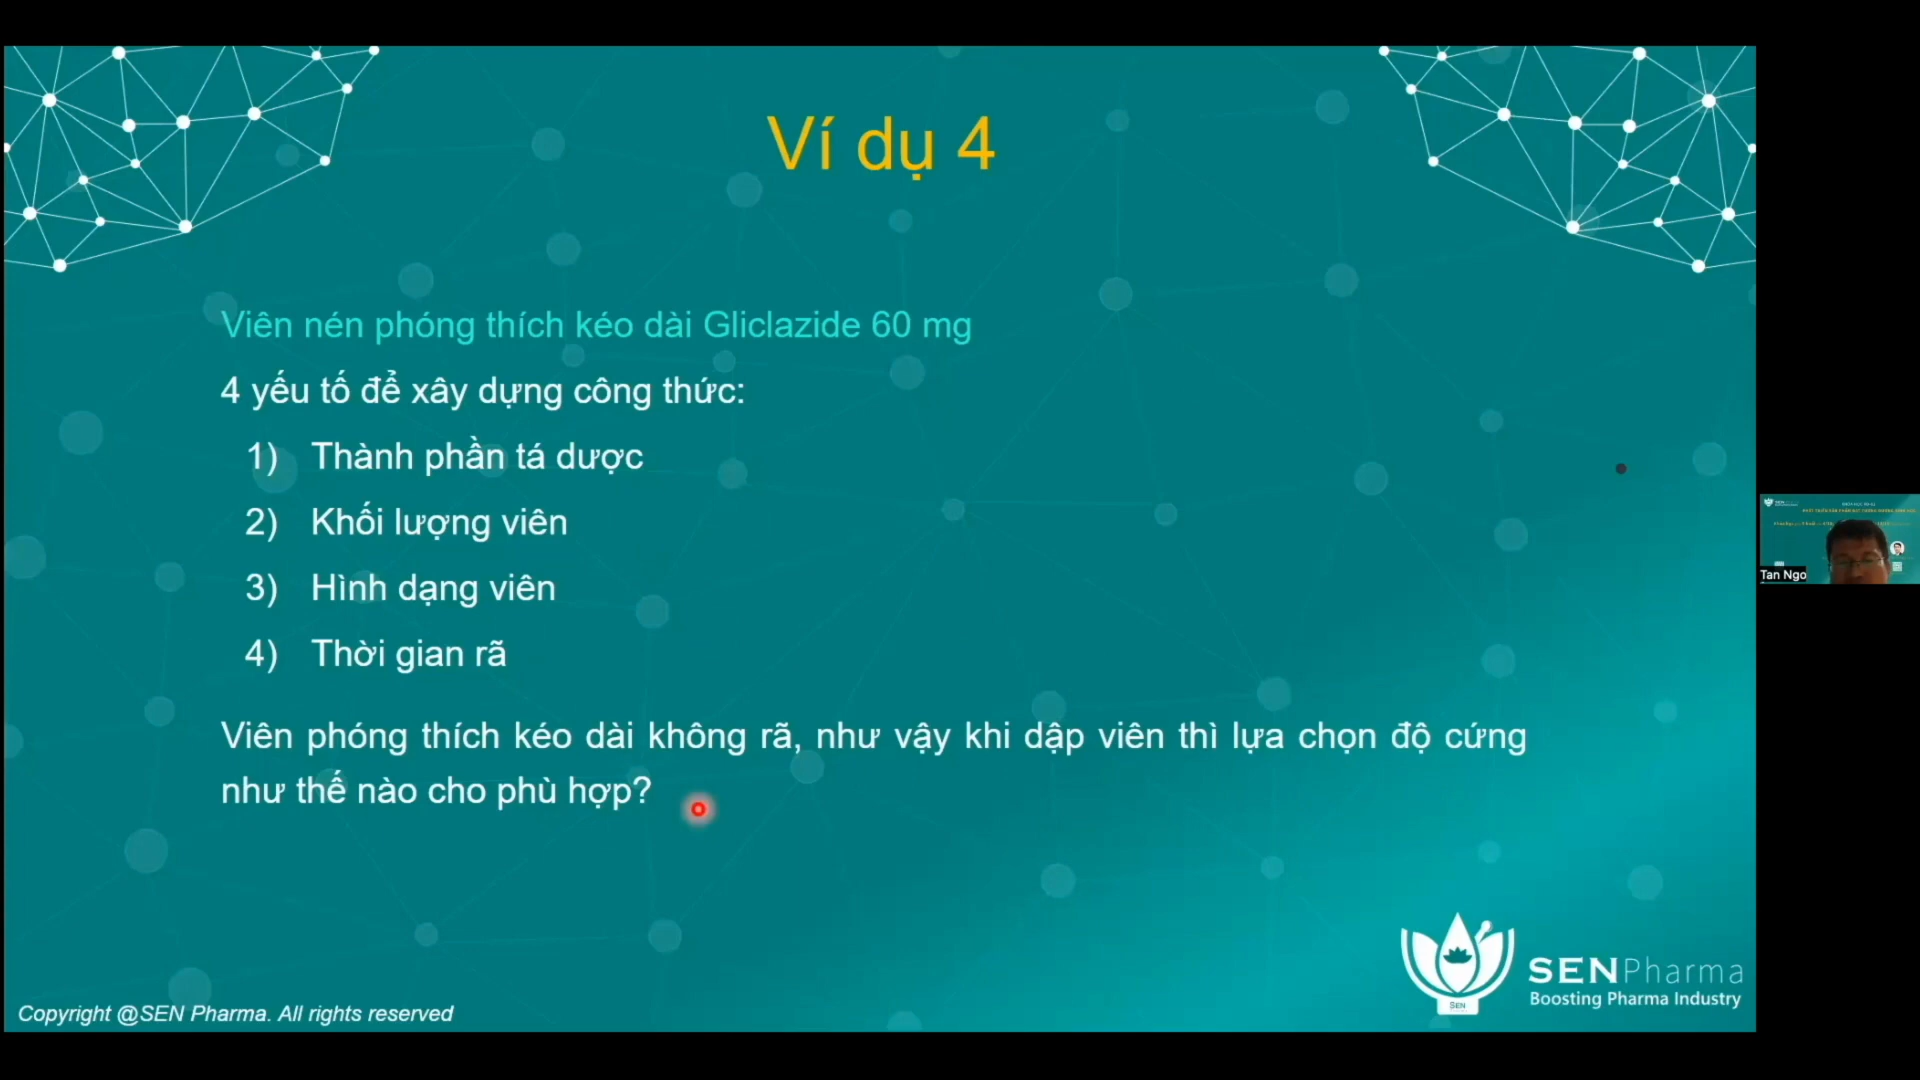 Ví dụ 4
Viên nén phóng thích kéo dài Gliclazide 60 mg
4 yếu tố để xây dựng công thức:
1) Thành phần tá dược
2) Khối lượng viên
3) Hình dạng viên
4) Thời gian rã
Viên phóng thích kéo dài không rã, như vậy khi dập viên thì lựa chọn độ cứng
như thế nào cho phù hợp?
Tan Ngo
SEN
SENPharma
Boosting Pharma Industry
Copyright @SEN Pharma. All rights reserved